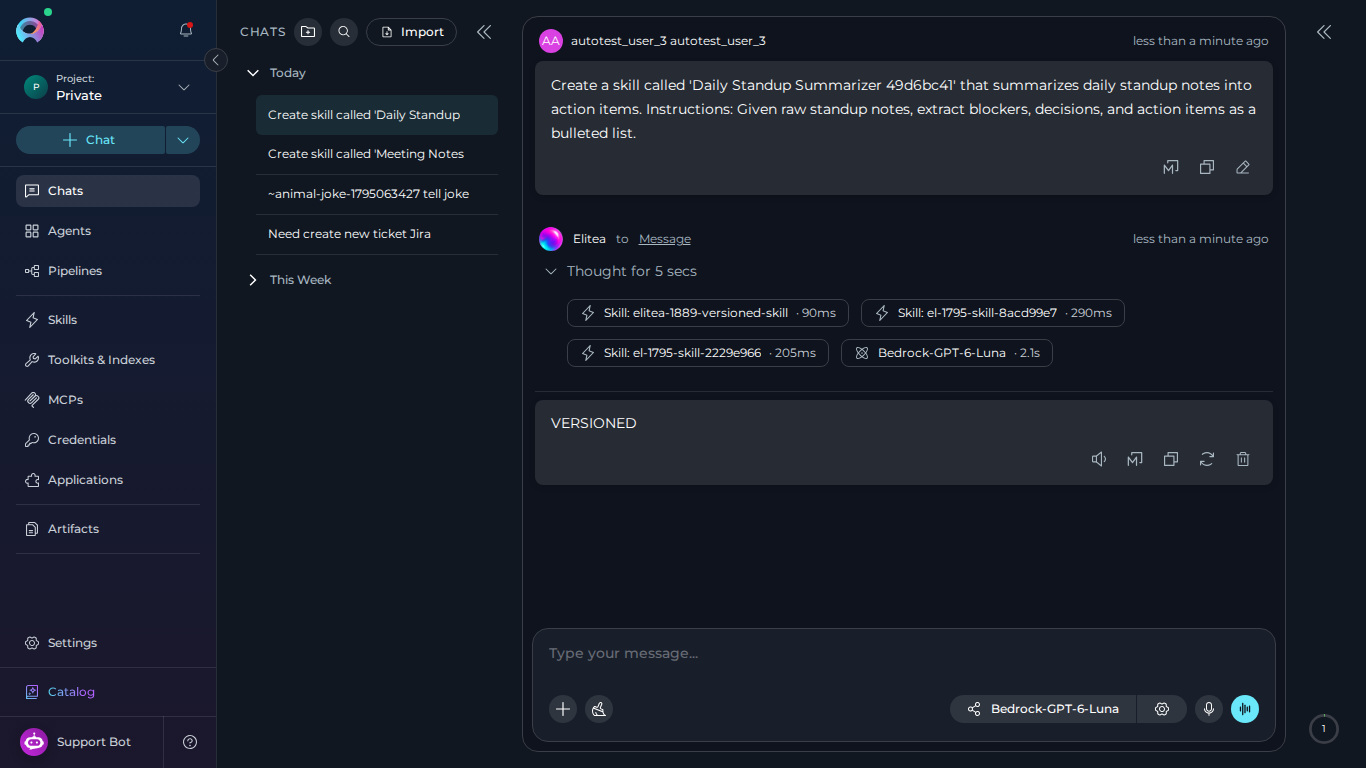 Project:
P
Private
Chat
Chats
Agents
Pipelines
Skills
Toolkits & Indexes
MCPs
Credentials
Applications
Artifacts
Settings
Catalog
Support Bot
CHATS
Import
Today
Create skill called 'Daily Standup
Create skill called 'Meeting Notes
~animal-joke-1795063427 tell joke
Need create new ticket Jira
This Week
AA autotest_user_3 autotest_user_3 less than a minute ago
Create a skill called 'Daily Standup Summarizer 49d6bc41' that summarizes daily standup notes into
action items. Instructions: Given raw standup notes, extract blockers, decisions, and action items as a
bulleted list.
Elitea to Message less than a minute ago
Thought for 5 secs
Skill: elitea-1889-versioned-skill · 90ms
Skill: el-1795-skill-8acd99e7 · 290ms
Skill: el-1795-skill-2229e966 · 205ms
Bedrock-GPT-6-Luna · 2.1s
VERSIONED
Type your message...
Bedrock-GPT-6-Luna
1